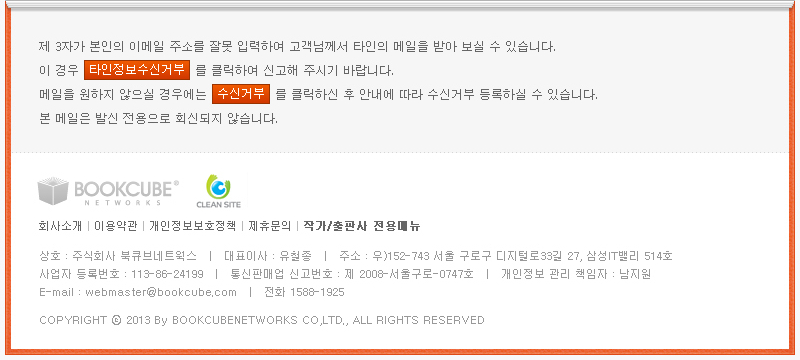 제 3자가 본인의 이메일 주소를 잘못 입력하여 고객님께서 타인의 메일을 받아 보실 수 있습니다.
이 경우 타인정보수신거부 를 클릭하여 신고해 주시기 바랍니다.
메일을 원하지 않으실 경우에는 수신거부 를 클릭하신 후 안내에 따라 수신거부 등록하실 수 있습니다.
본 메일은 발신 전용으로 회신되지 않습니다.
BOOKCUBE®
NETWORKS
CLEAN SITE
회사소개 | 이용약관 | 개인정보보호정책 | 제휴문의 | 작가/출판사 전용메뉴
상호 : 주식회사 북큐브네트웍스 | 대표이사 : 유철종 | 주소 : 우)152-743 서울 구로구 디지털로33길 27, 삼성IT밸리 514호
사업자 등록번호 : 113-86-24199 | 통신판매업 신고번호 : 제 2008-서울구로-0747호 | 개인정보 관리 책임자 : 남지원
E-mail : webmaster@bookcube.com | 전화 1588-1925
COPYRIGHT ⓒ 2013 By BOOKCUBENETWORKS CO,LTD., ALL RIGHTS RESERVED